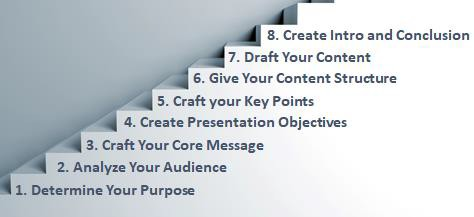 8. Create Intro and Conclusion
7. Draft Your Content
6. Give Your Content Structure
5. Craft your Key Points
4. Create Presentation Objectives
3. Craft Your Core Message
2. Analyze Your Audience
1. Determine Your Purpose